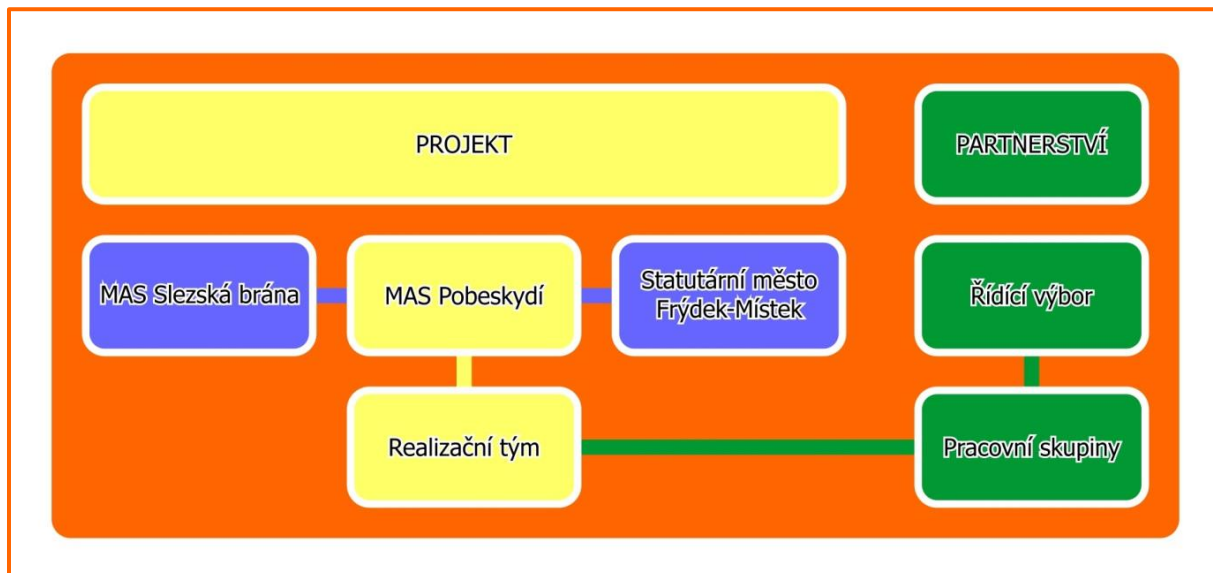 PROJEKT
PARTNERSTVÍ
MAS Slezská brána
MAS Pobeskydí
Statutární město
Frýdek-Místek
Řídící výbor
Realizační tým
Pracovní skupiny